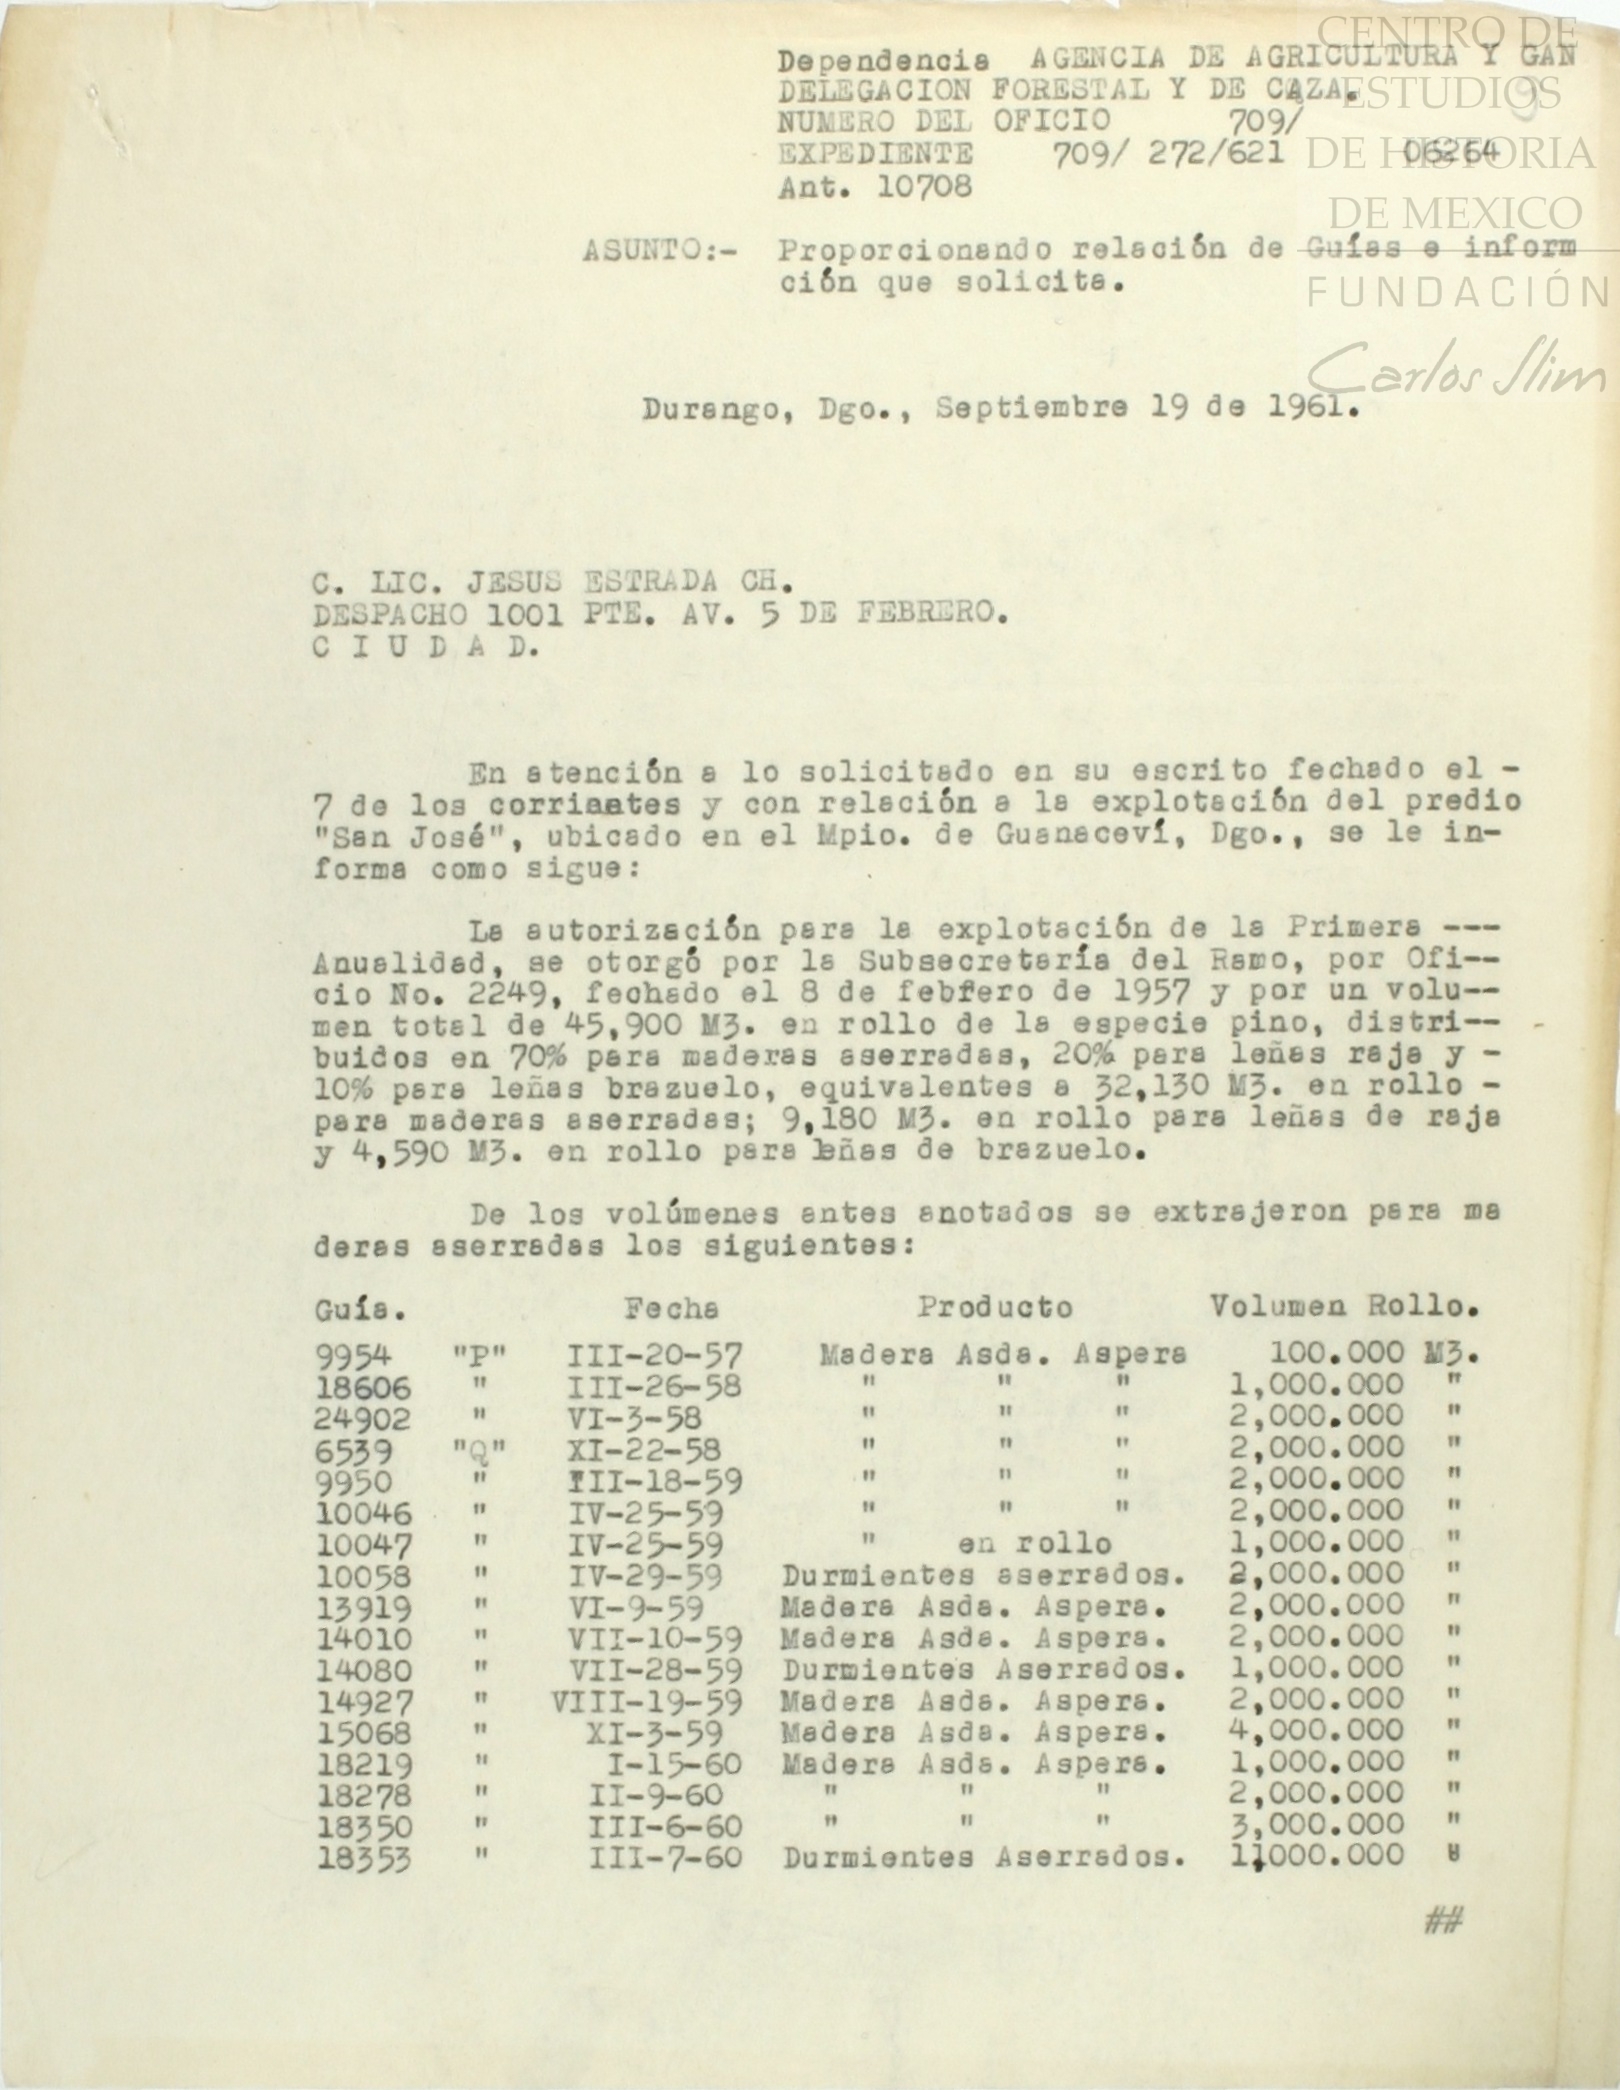 CENTRO DE
ESTUDIOS
DE HISTORIA
DE MEXICO
FUNDACIÓN
Carlos Slim
Dependencia AGENCIA DE AGRICULTURA Y GAN
DELEGACION FORESTAL Y DE CAZA.
9
NUMERO DEL OFICIO 709/
EXPEDIENTE 709/ 272/621 06264
Ant. 10708
ASUNTO:- Proporcionando relación de Guías e inform
ción que solicita.
Durango, Dgo., Septiembre 19 de 1961.
C. LIC. JESUS ESTRADA CH.
DESPACHO 1001 PTE. AV. 5 DE FEBRERO.
C I U D A D.
En atención a lo solicitado en su escrito fechado el -
7 de los corrientes y con relación a la explotación del predio
"San José", ubicado en el Mpio. de Guanaceví, Dgo., se le in-
forma como sigue:
La autorización para la explotación de la Primera ---
Anualidad, se otorgó por la Subsecretaría del Ramo, por Ofi--
cio No. 2249, fechado el 8 de febrero de 1957 y por un volu--
men total de 45,900 M3. en rollo de la especie pino, distri--
buidos en 70% para maderas aserradas, 20% para leñas raja y -
10% para leñas brazuelo, equivalentes a 32,130 M3. en rollo -
para maderas aserradas; 9,180 M3. en rollo para leñas de raja
y 4,590 M3. en rollo para leñas de brazuelo.
De los volúmenes antes anotados se extrajeron para ma
deras aserradas los siguientes:
Guía. Fecha Producto Volumen Rollo.
9954 "P" III-20-57 Madera Asda. Aspera 100.000 M3.
18606 " III-26-58 " " " 1,000.000 "
24902 " VI-3-58 " " " 2,000.000 "
6539 "Q" XI-22-58 " " " 2,000.000 "
9950 " III-18-59 " " " 2,000.000 "
10046 " IV-25-59 " " " 2,000.000 "
10047 " IV-25-59 " en rollo 1,000.000 "
10058 " IV-29-59 Durmientes aserrados. 2,000.000 "
13919 " VI-9-59 Madera Asda. Aspera. 2,000.000 "
14010 " VII-10-59 Madera Asda. Aspera. 2,000.000 "
14080 " VII-28-59 Durmientes Aserrados. 1,000.000 "
14927 " VIII-19-59 Madera Asda. Aspera. 2,000.000 "
15068 " XI-3-59 Madera Asda. Aspera. 4,000.000 "
18219 " I-15-60 Madera Asda. Aspera. 1,000.000 "
18278 " II-9-60 " " " 2,000.000 "
18350 " III-6-60 " " " 3,000.000 "
18353 " III-7-60 Durmientes Aserrados. 1,000.000 "
##